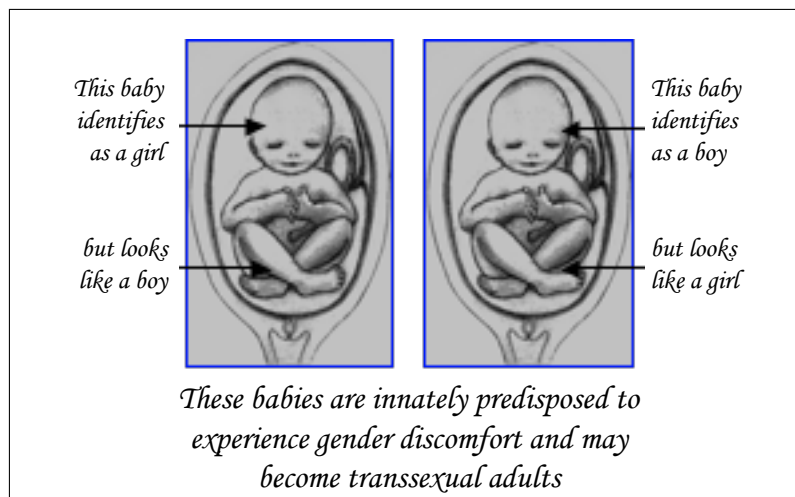 This baby
identifies
as a girl
but looks
like a boy
This baby
identifies
as a boy
but looks
like a girl
These babies are innately predisposed to
experience gender discomfort and may
become transsexual adults